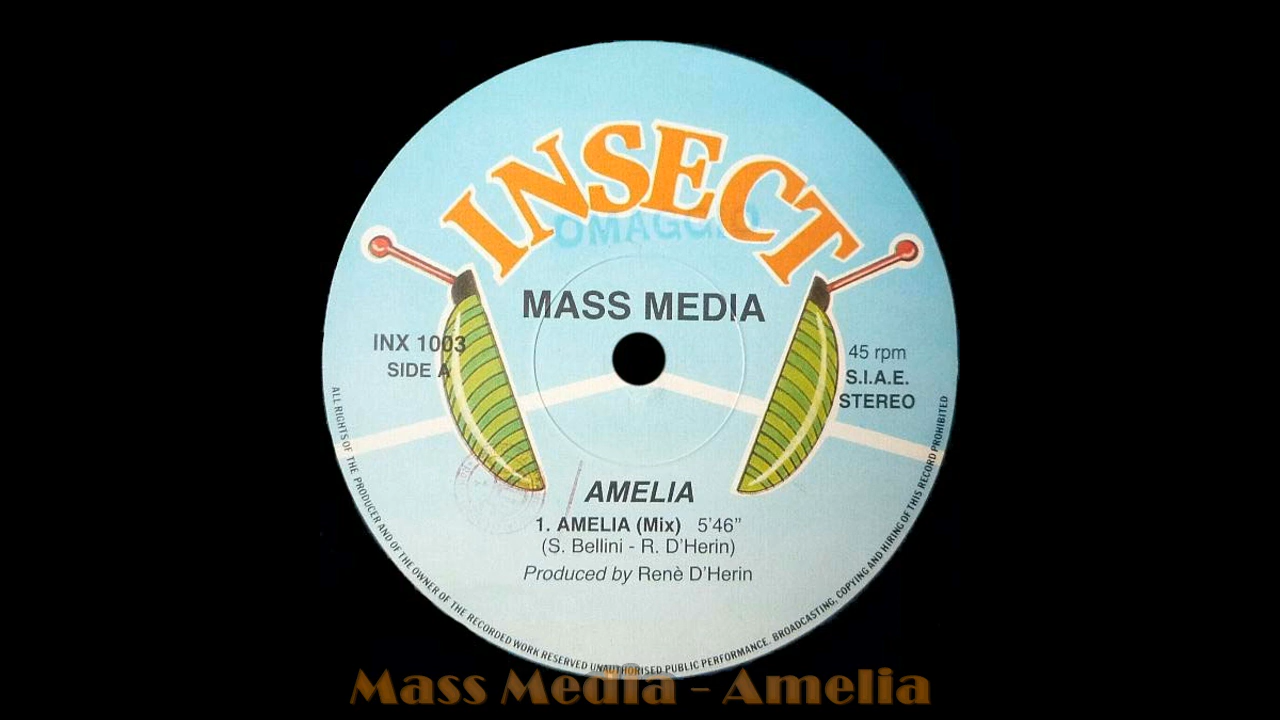 INSECT
OMAGGIO
MASS MEDIA
INX 1003
SIDE A
45 rpm
S.I.A.E.
STEREO
AMELIA
1. AMELIA (Mix) 5'46"
(S. Bellini - R. D'Herin)
Produced by Renè D'Herin
ALL RIGHTS OF THE PRODUCER AND OF THE OWNER OF THE RECORDED WORK RESERVED UNAUTHORISED PUBLIC PERFORMANCE. BROADCASTING, COPYING AND HIRING OF THIS RECORD PROHIBITED
Mass Media - Amelia